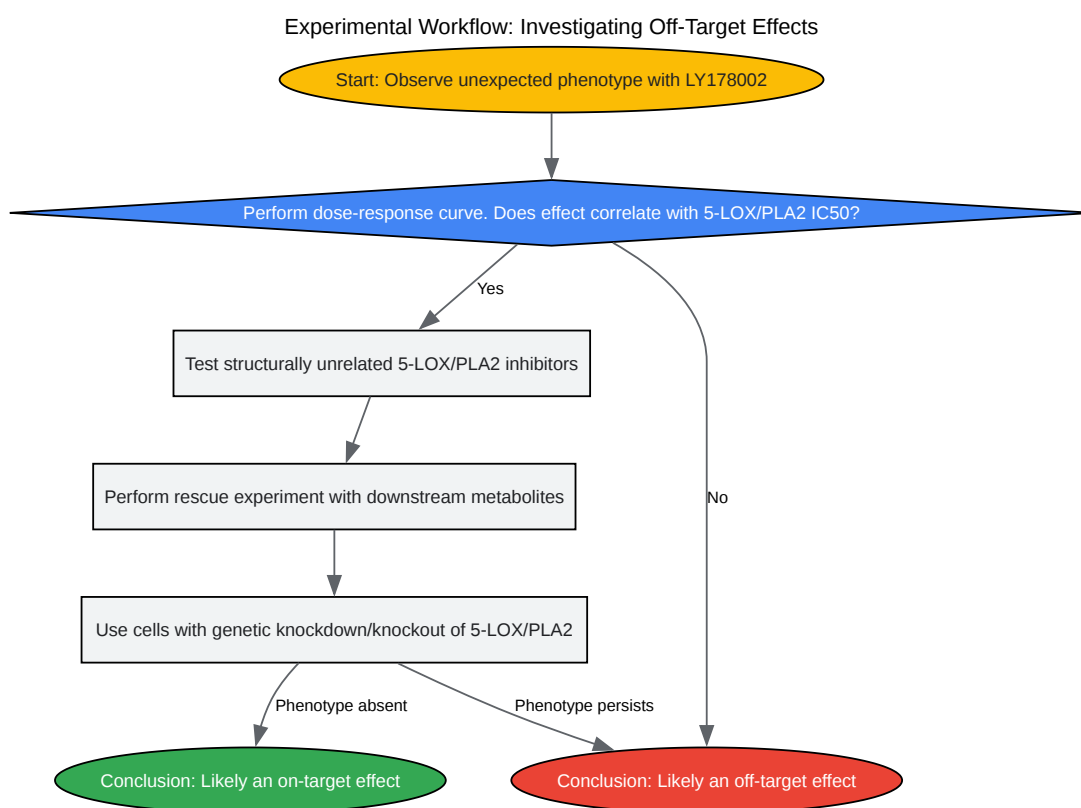 Experimental Workflow: Investigating Off-Target Effects
Start: Observe unexpected phenotype with LY178002
Perform dose-response curve. Does effect correlate with 5-LOX/PLA2 IC50?
Yes
Test structurally unrelated 5-LOX/PLA2 inhibitors
Perform rescue experiment with downstream metabolites
No
Use cells with genetic knockdown/knockout of 5-LOX/PLA2
Phenotype absent
Phenotype persists
Conclusion: Likely an on-target effect
Conclusion: Likely an off-target effect